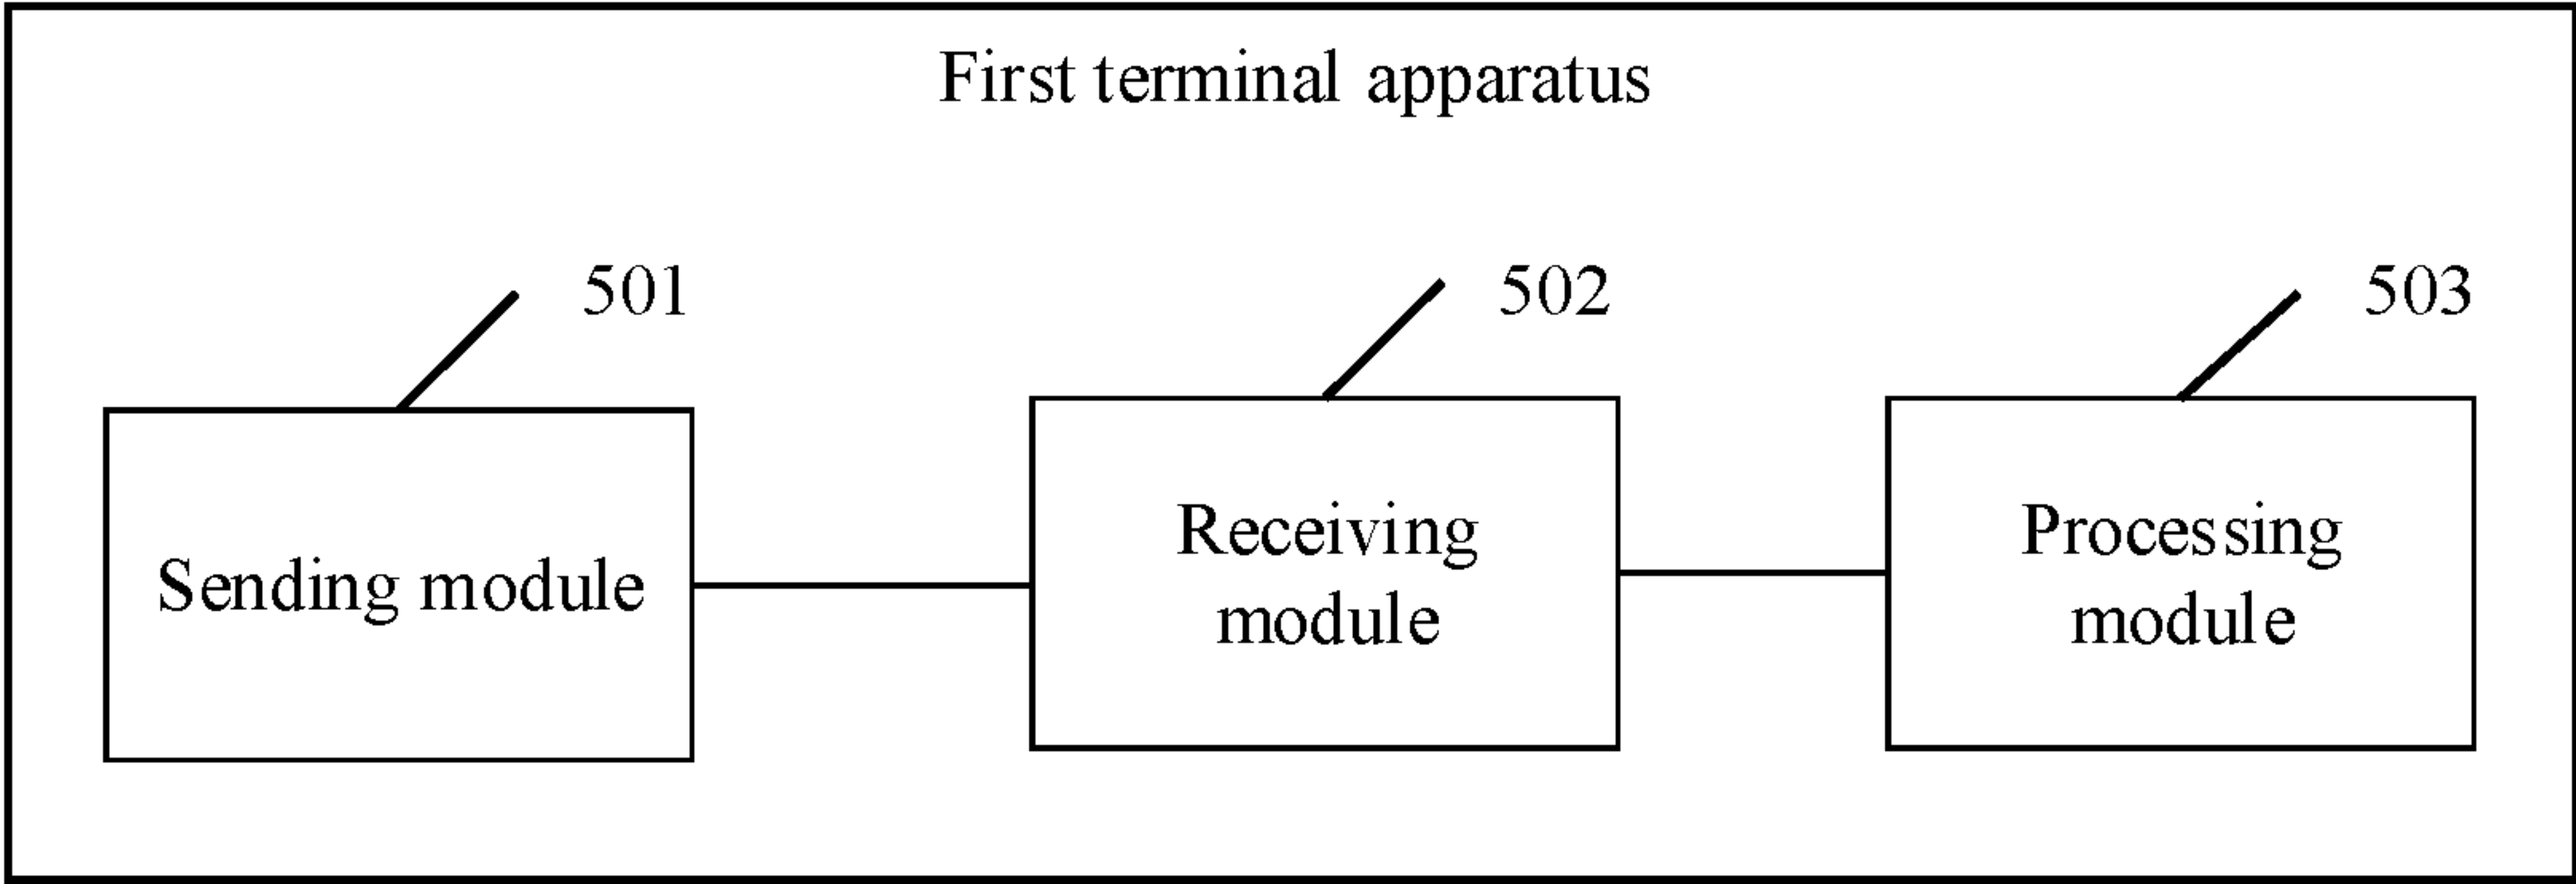 First terminal apparatus
501
502
503
Sending module
Receiving
module
Processing
module